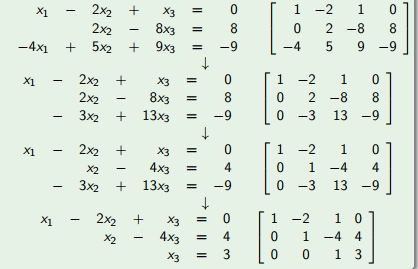 x₁ − 2x₂ + x₃ = 0 [ 1 −2 1 0 ]
2x₂ − 8x₃ = 8 [ 0 2 −8 8 ]
−4x₁ + 5x₂ + 9x₃ = −9 [ −4 5 9 −9 ]
↓
x₁ − 2x₂ + x₃ = 0 [ 1 −2 1 0 ]
2x₂ − 8x₃ = 8 [ 0 2 −8 8 ]
− 3x₂ + 13x₃ = −9 [ 0 −3 13 −9 ]
↓
x₁ − 2x₂ + x₃ = 0 [ 1 −2 1 0 ]
x₂ − 4x₃ = 4 [ 0 1 −4 4 ]
− 3x₂ + 13x₃ = −9 [ 0 −3 13 −9 ]
↓
x₁ − 2x₂ + x₃ = 0 [ 1 −2 1 0 ]
x₂ − 4x₃ = 4 [ 0 1 −4 4 ]
x₃ = 3 [ 0 0 1 3 ]